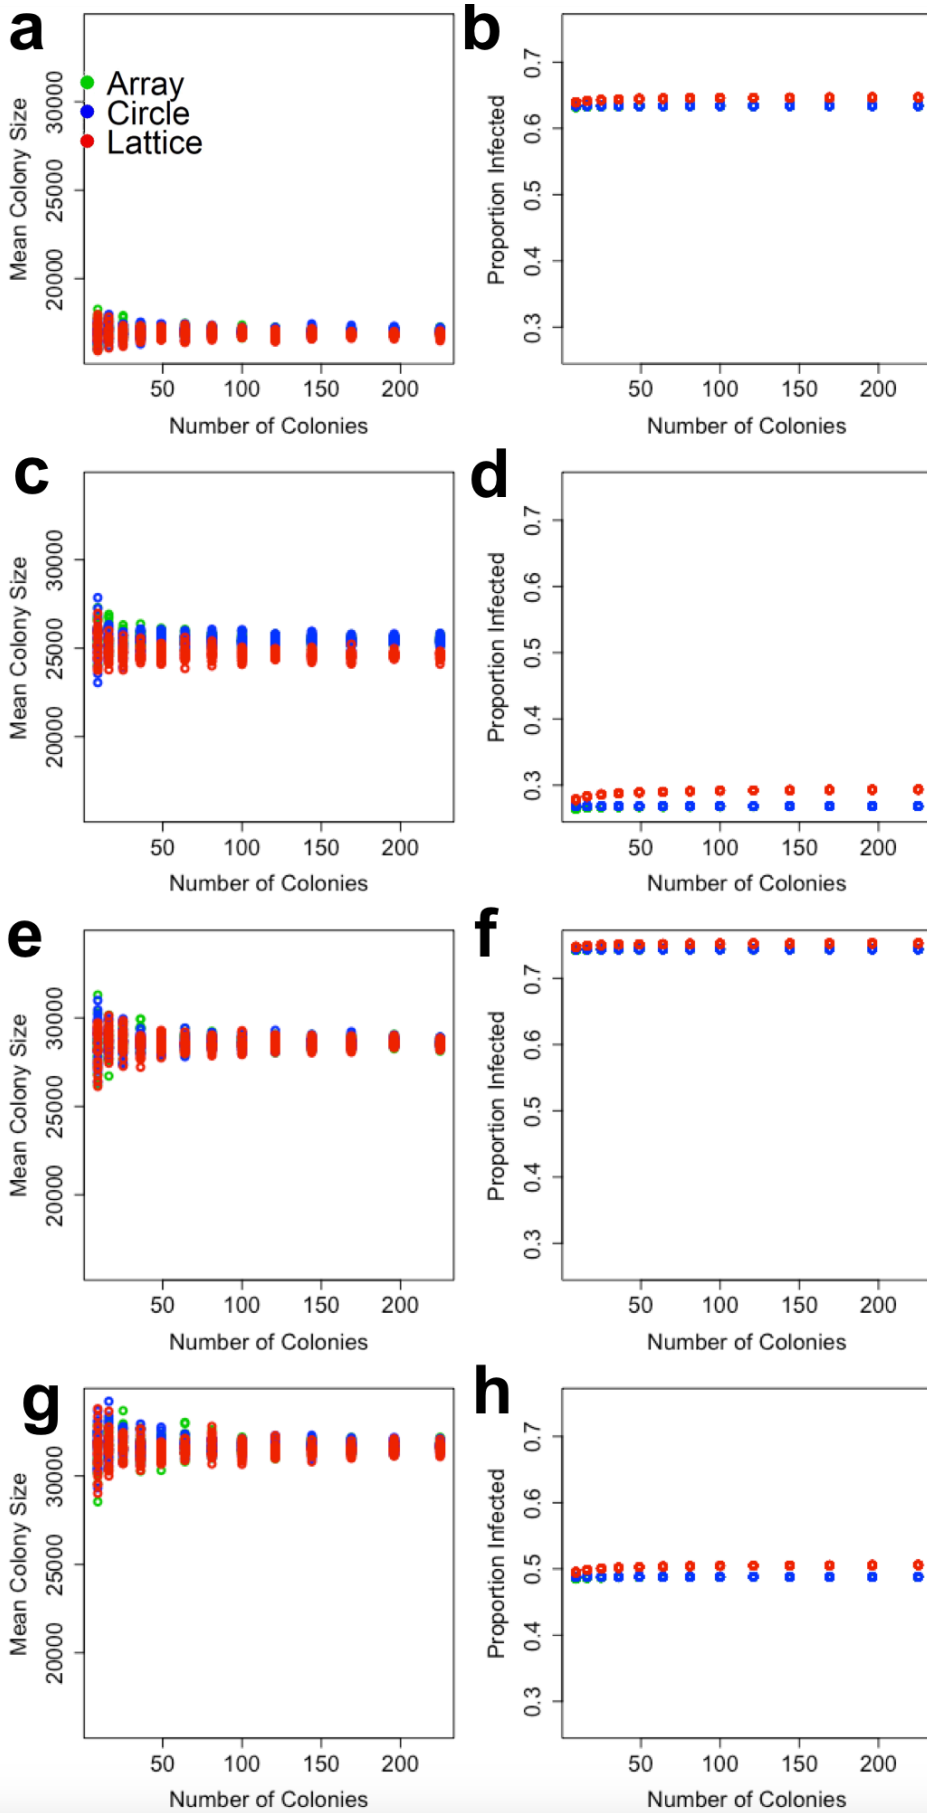 a
Mean Colony Size
30000
25000
20000
Array
Circle
Lattice
50 100 150 200
Number of Colonies
b
Proportion Infected
0.7
0.6
0.5
0.4
0.3
50 100 150 200
Number of Colonies
c
Mean Colony Size
30000
25000
20000
50 100 150 200
Number of Colonies
d
Proportion Infected
0.7
0.6
0.5
0.4
0.3
50 100 150 200
Number of Colonies
e
Mean Colony Size
30000
25000
20000
50 100 150 200
Number of Colonies
f
Proportion Infected
0.7
0.6
0.5
0.4
0.3
50 100 150 200
Number of Colonies
g
Mean Colony Size
30000
25000
20000
50 100 150 200
Number of Colonies
h
Proportion Infected
0.7
0.6
0.5
0.4
0.3
50 100 150 200
Number of Colonies